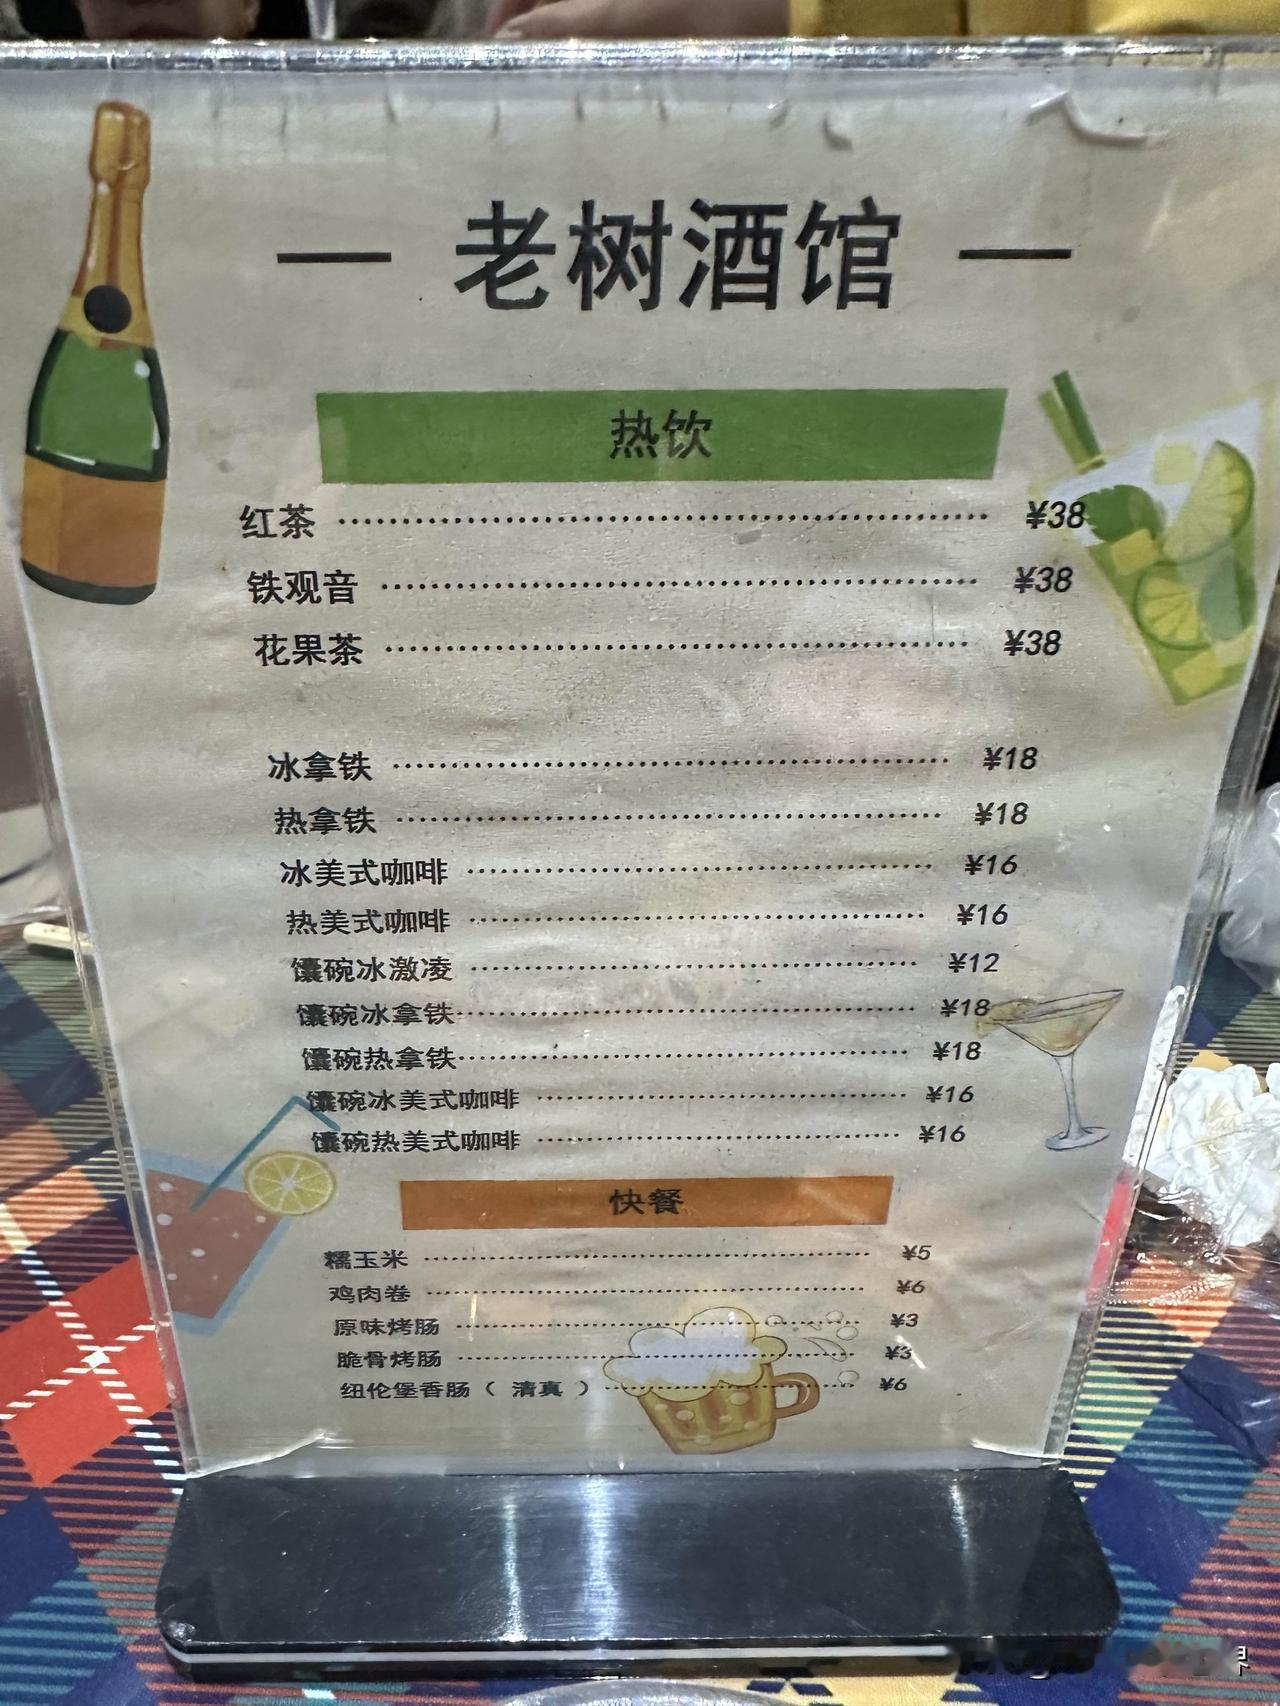 — 老树酒馆 —
热饮
红茶 ¥38
铁观音 ¥38
花果茶 ¥38
冰拿铁 ¥18
热拿铁 ¥18
冰美式咖啡 ¥16
热美式咖啡 ¥16
馕碗冰激凌 ¥12
馕碗冰拿铁 ¥18
馕碗热拿铁 ¥18
馕碗冰美式咖啡 ¥16
馕碗热美式咖啡 ¥16
快餐
糯玉米 ¥5
鸡肉卷 ¥6
原味烤肠 ¥3
脆骨烤肠 ¥3
纽伦堡香肠（ 清真 ） ¥6